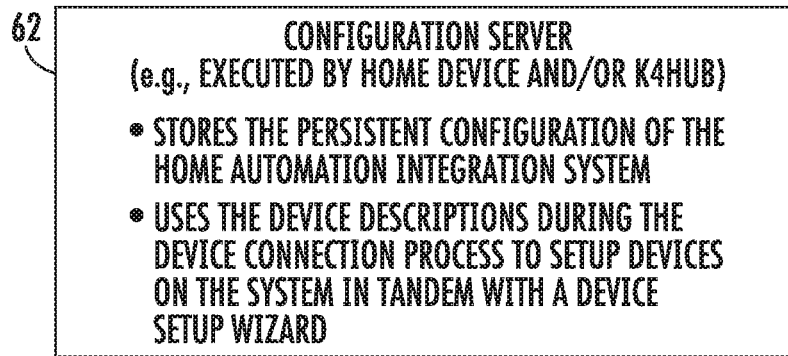 62
CONFIGURATION SERVER
(e.g., EXECUTED BY HOME DEVICE AND/OR K4HUB)
• STORES THE PERSISTENT CONFIGURATION OF THE
HOME AUTOMATION INTEGRATION SYSTEM
• USES THE DEVICE DESCRIPTIONS DURING THE
DEVICE CONNECTION PROCESS TO SETUP DEVICES
ON THE SYSTEM IN TANDEM WITH A DEVICE
SETUP WIZARD